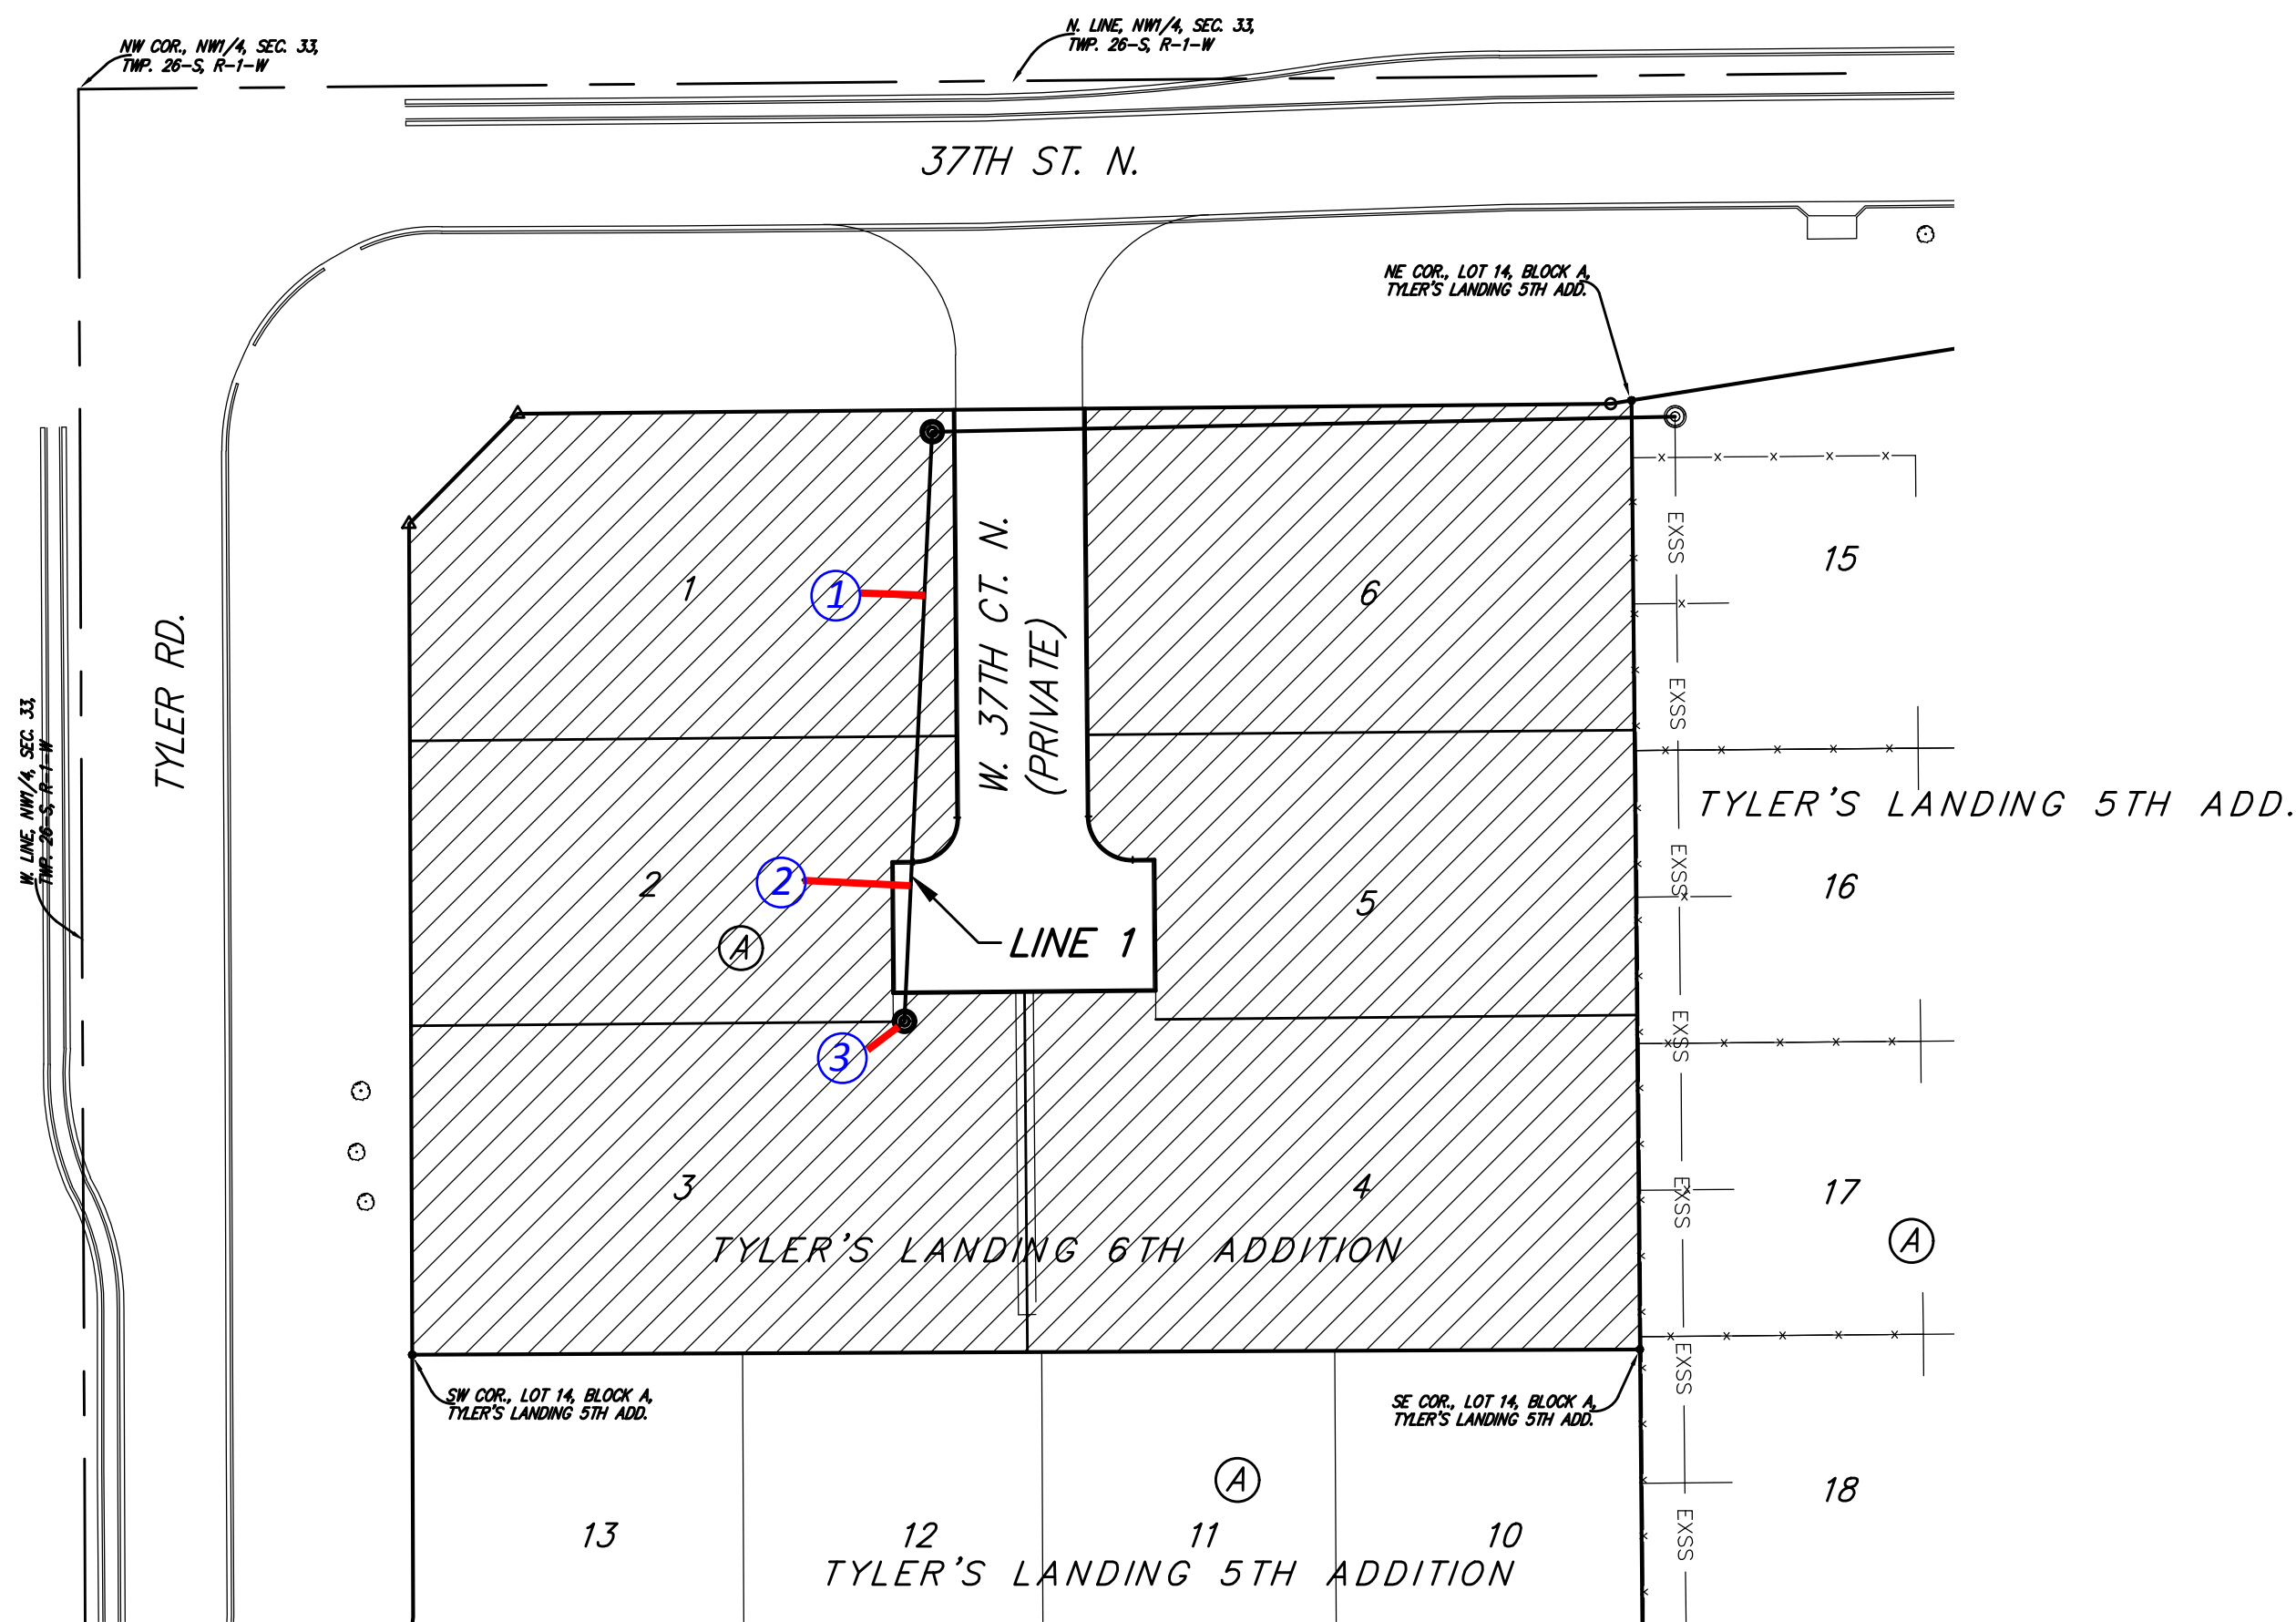 NW COR., NW1/4, SEC. 33,
TWP. 26-S, R-1-W
N. LINE, NW1/4, SEC. 33,
TWP. 26-S, R-1-W
37TH ST. N.
NE COR., LOT 14, BLOCK A,
TYLER'S LANDING 5TH ADD.
TYLER RD.
W. LINE, NW1/4, SEC. 33,
TWP. 26-S, R-1-W
W. 37TH CT. N.
(PRIVATE)
1
1
6
15
EXSS
EXSS
TYLER'S LANDING 5TH ADD.
2
2
A
LINE 1
5
EXSS
16
3
EXSS
3
4
EXSS
17
A
TYLER'S LANDING 6TH ADDITION
SW COR., LOT 14, BLOCK A,
TYLER'S LANDING 5TH ADD.
SE COR., LOT 14, BLOCK A,
TYLER'S LANDING 5TH ADD.
EXSS
A
18
13
12
11
10
EXSS
TYLER'S LANDING 5TH ADDITION